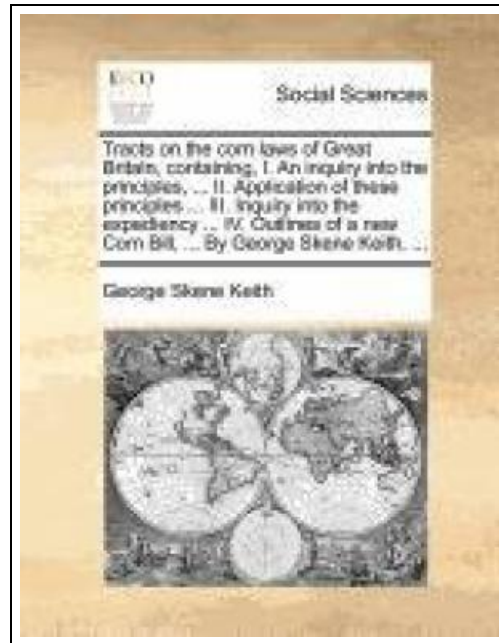 ECCO
Social Sciences
Tracts on the corn laws of Great
Britain, containing, I. An inquiry into the
principles, ... II. Application of these
principles ... III. Inquiry into the
expediency ... IV. Outlines of a new
Corn Bill, ... By George Skene Keith. ...
George Skene Keith